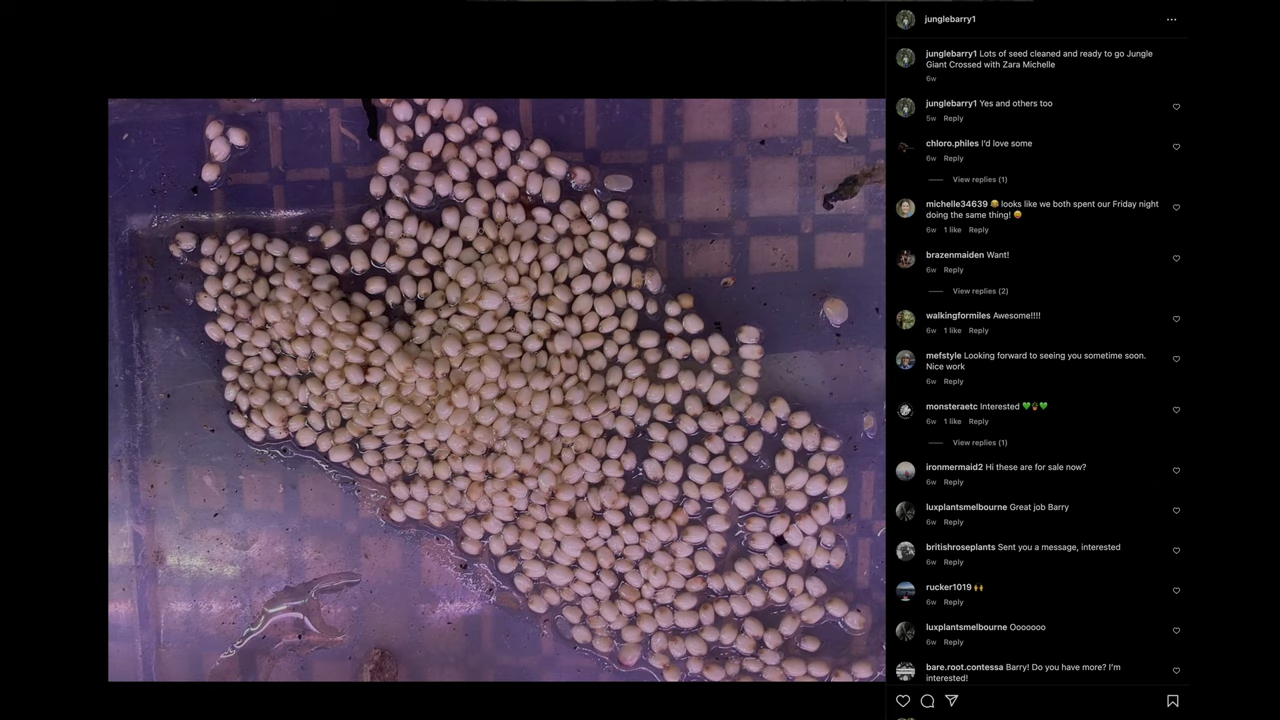 junglebarry1
junglebarry1 Lots of seed cleaned and ready to go Jungle
Giant Crossed with Zara Michelle
6w
junglebarry1 Yes and others too
5w Reply
chloro.philes I'd love some
6w Reply
View replies (1)
michelle34639 😂 looks like we both spent our Friday night
doing the same thing! 😄
6w 1 like Reply
brazenmaiden Want!
6w Reply
View replies (2)
walkingformiles Awesome!!!!
6w 1 like Reply
mefstyle Looking forward to seeing you sometime soon.
Nice work
6w Reply
monsteraetc Interested 💚🪴💚
6w 1 like Reply
View replies (1)
ironmermaid2 Hi these are for sale now?
6w Reply
luxplantsmelbourne Great job Barry
6w Reply
britishroseplants Sent you a message, interested
6w Reply
rucker1019 🙌
6w Reply
luxplantsmelbourne Ooooooo
6w Reply
bare.root.contessa Barry! Do you have more? I'm
interested!